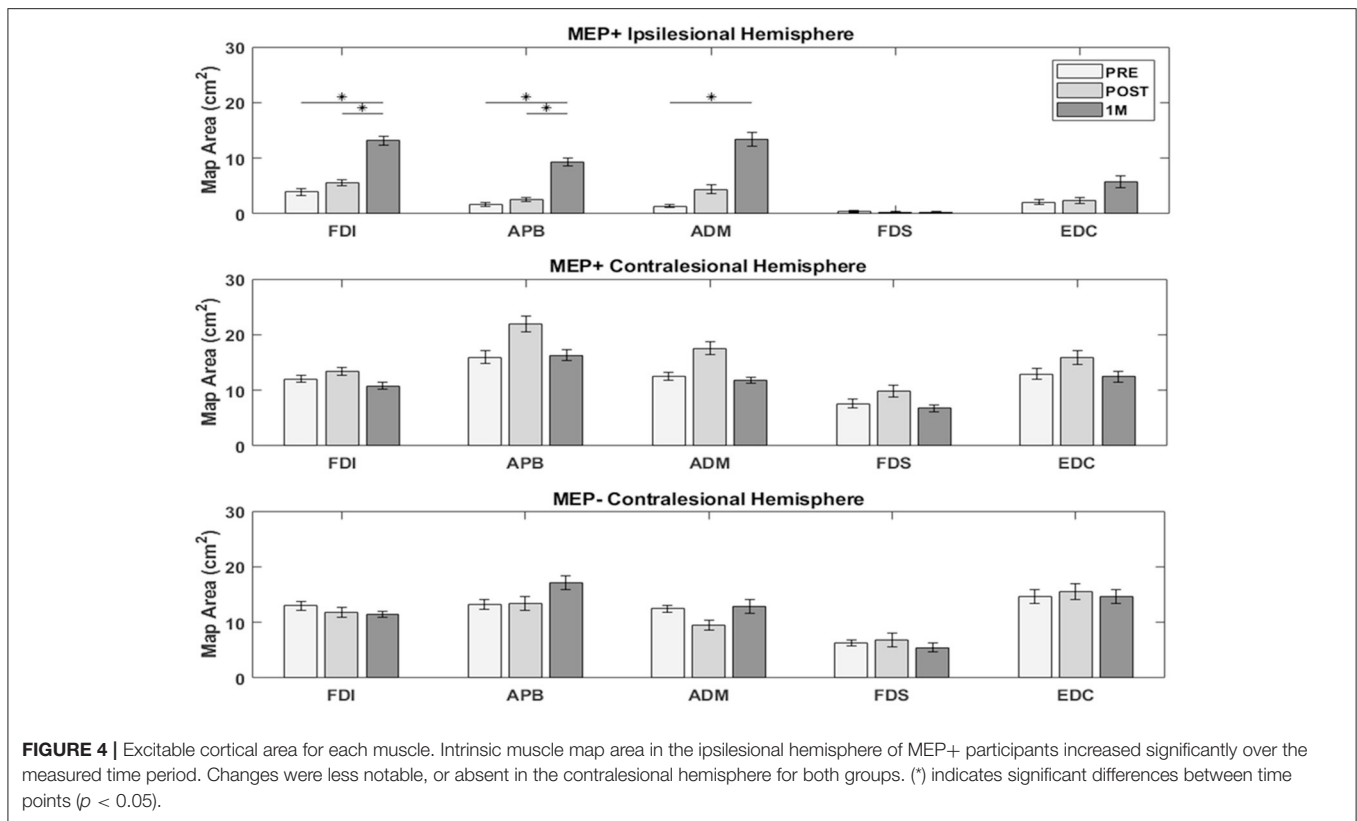 MEP+ Ipsilesional Hemisphere
30
20
10
0
Map Area (cm²)
* * *
* *
PRE
POST
1M
FDI APB ADM FDS EDC
MEP+ Contralesional Hemisphere
30
20
10
0
Map Area (cm²)
FDI APB ADM FDS EDC
MEP- Contralesional Hemisphere
30
20
10
0
Map Area (cm²)
FDI APB ADM FDS EDC
FIGURE 4 | Excitable cortical area for each muscle. Intrinsic muscle map area in the ipsilesional hemisphere of MEP+ participants increased significantly over the
measured time period. Changes were less notable, or absent in the contralesional hemisphere for both groups. (*) indicates significant differences between time
points (p < 0.05).